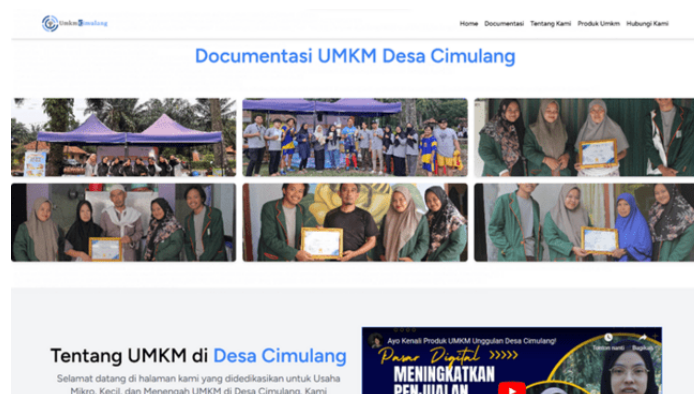 UmkmCimulang
Home Documentasi Tentang Kami Produk Umkm Hubungi Kami
Documentasi UMKM Desa Cimulang
Tentang UMKM di Desa Cimulang
Selamat datang di halaman kami yang didedikasikan untuk Usaha
Mikro, Kecil, dan Menengah UMKM di Desa Cimulang. Kami
Ayo Kenali Produk UMKM Unggulan Desa Cimulang!
Tonton nanti Bagikan
Pasar Digital >>>>>
MENINGKATKAN
PENJUALAN